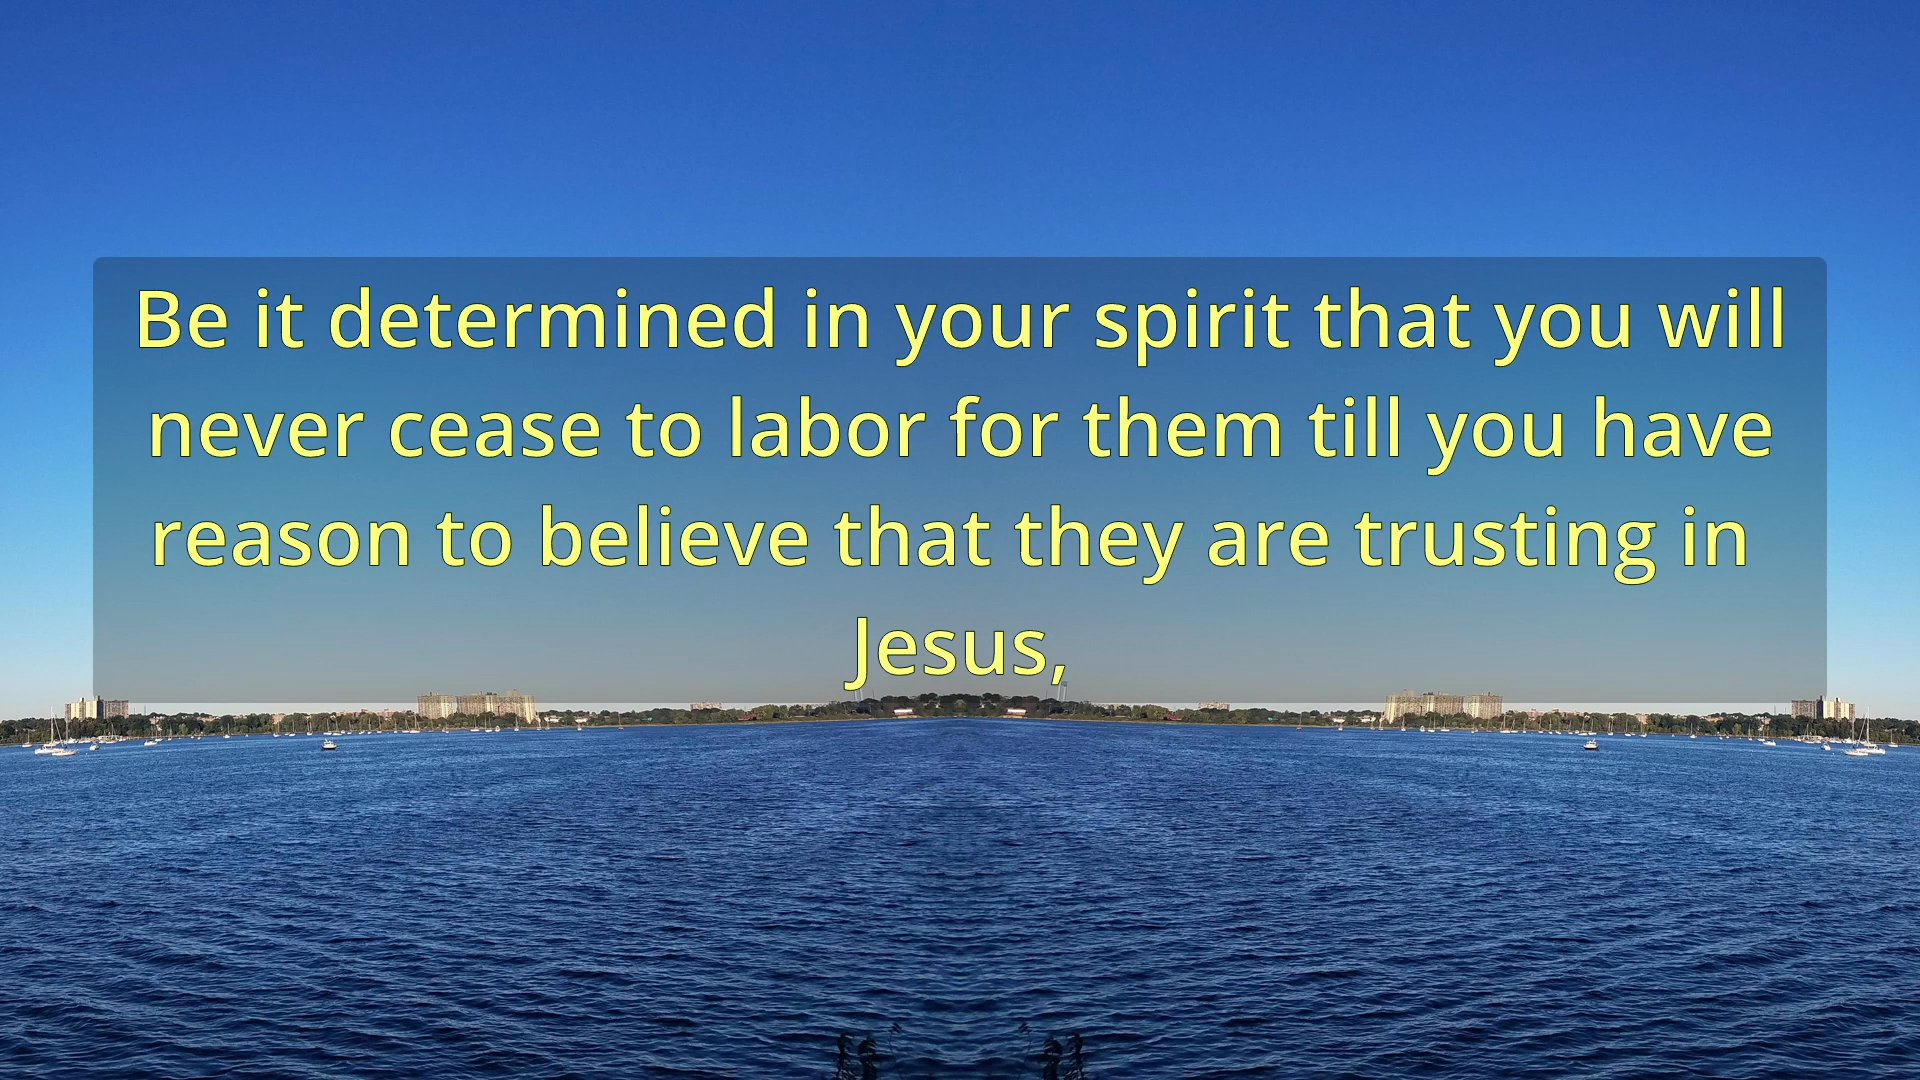 Be it determined in your spirit that you will
never cease to labor for them till you have
reason to believe that they are trusting in
Jesus,